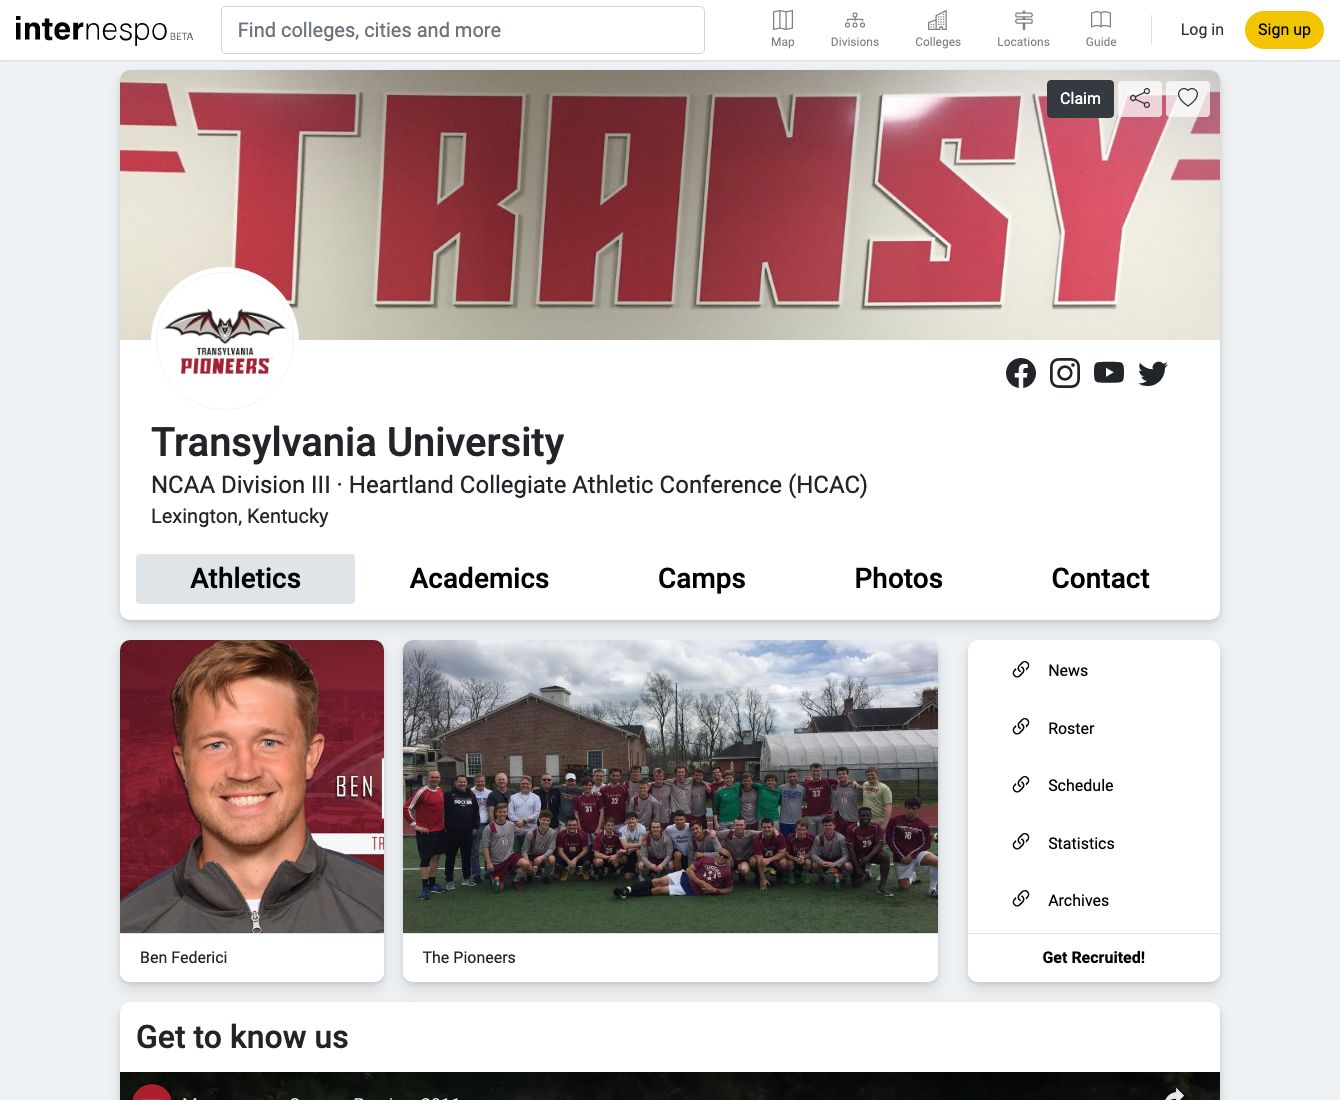 internespo BETA
Find colleges, cities and more
Map
Divisions
Colleges
Locations
Guide
Log in
Sign up
TRANSY
Claim
TRANSYLVANIA
PIONEERS
Transylvania University
NCAA Division III · Heartland Collegiate Athletic Conference (HCAC)
Lexington, Kentucky
Athletics
Academics
Camps
Photos
Contact
BEN
TR
Ben Federici
The Pioneers
News
Roster
Schedule
Statistics
Archives
Get Recruited!
Get to know us